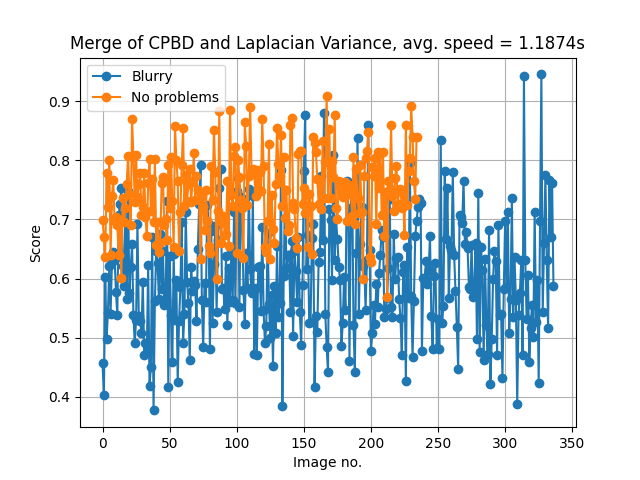 Merge of CPBD and Laplacian Variance, avg. speed = 1.1874s
Blurry
No problems
0.9
0.8
0.7
0.6
0.5
0.4
Score
0 50 100 150 200 250 300 350
Image no.